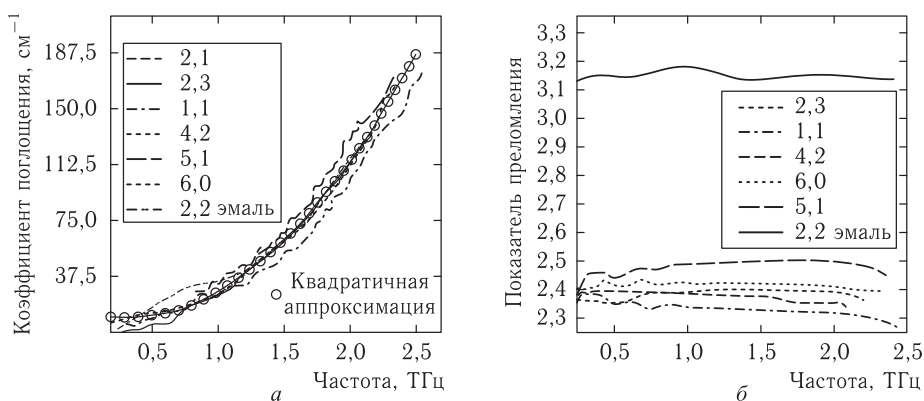 Коэффициент поглощения, см−1
187,5
150,0
112,5
75,0
37,5
2,1
2,3
1,1
4,2
5,1
6,0
2,2 эмаль
Квадратичная
аппроксимация
0,5 1,0 1,5 2,0 2,5
Частота, ТГц
а
Показатель преломления
3,3
3,2
3,1
3,0
2,9
2,8
2,7
2,6
2,5
2,4
2,3
2,3
1,1
4,2
6,0
5,1
2,2 эмаль
0,5 1,0 1,5 2,0 2,5
Частота, ТГц
б